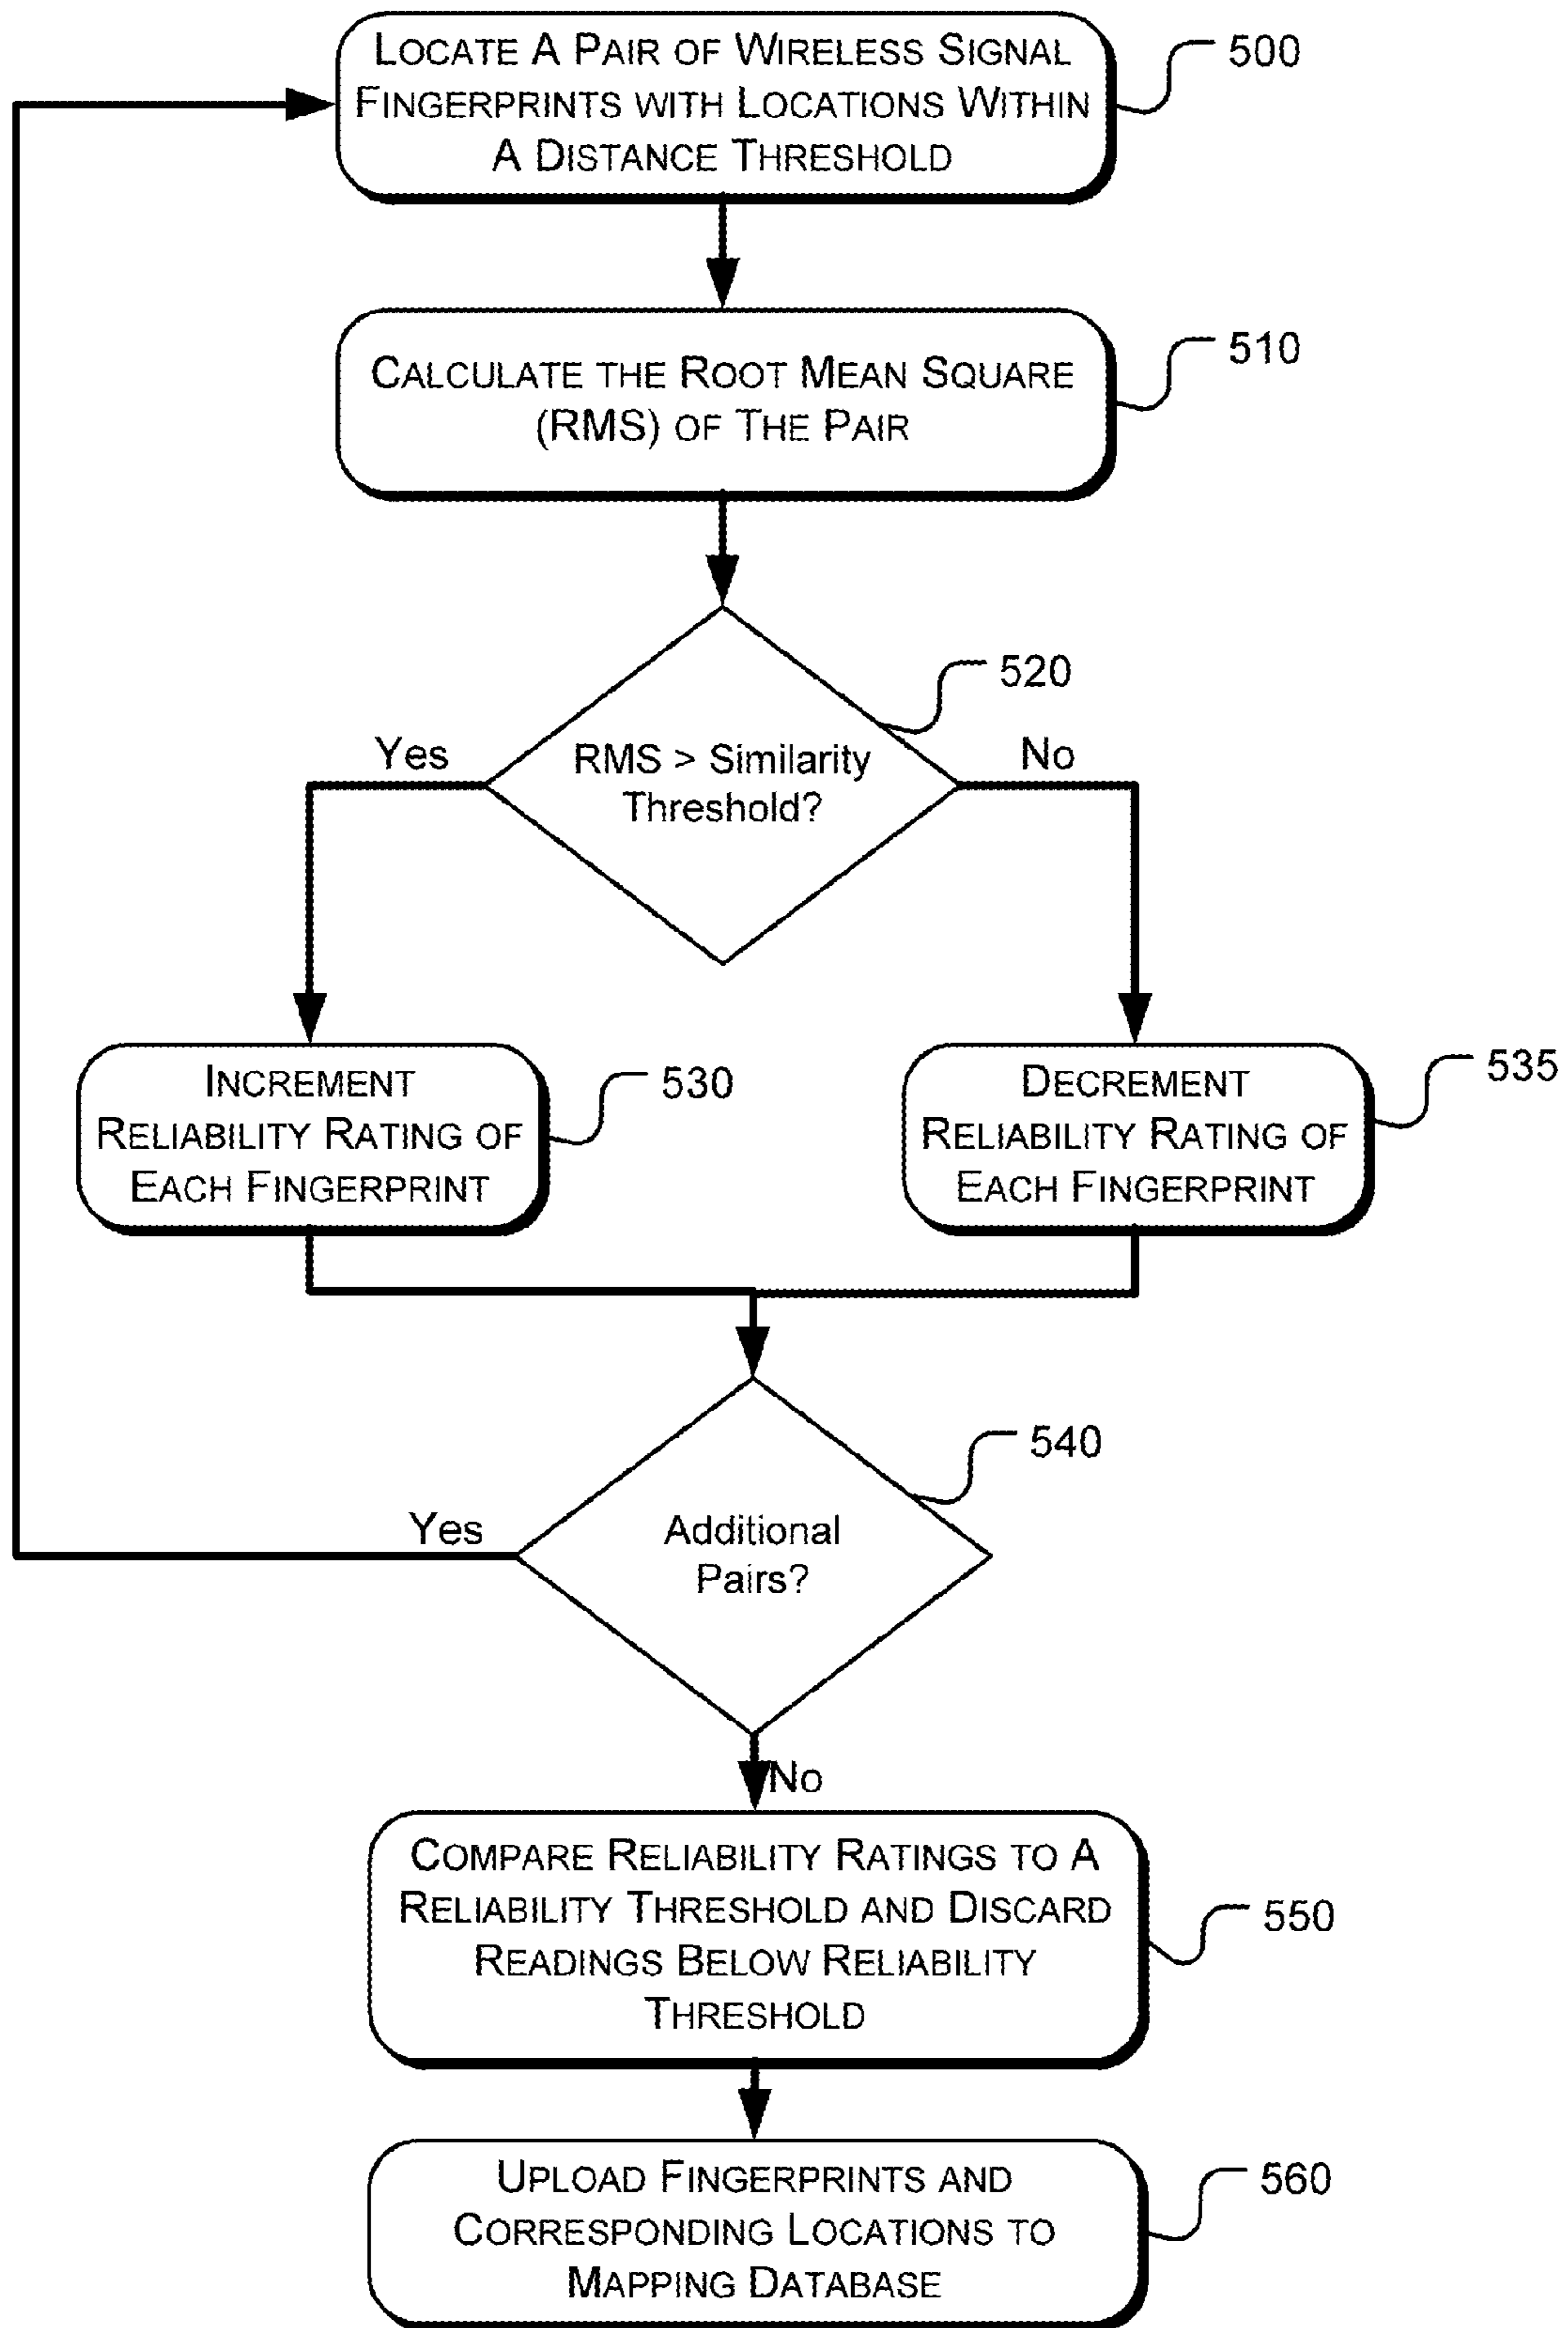 LOCATE A PAIR OF WIRELESS SIGNAL
FINGERPRINTS WITH LOCATIONS WITHIN
A DISTANCE THRESHOLD
500
CALCULATE THE ROOT MEAN SQUARE
(RMS) OF THE PAIR
510
520
Yes
RMS > Similarity
Threshold?
No
INCREMENT
RELIABILITY RATING OF
EACH FINGERPRINT
530
DECREMENT
RELIABILITY RATING OF
EACH FINGERPRINT
535
540
Yes
Additional
Pairs?
No
COMPARE RELIABILITY RATINGS TO A
RELIABILITY THRESHOLD AND DISCARD
READINGS BELOW RELIABILITY
THRESHOLD
550
UPLOAD FINGERPRINTS AND
CORRESPONDING LOCATIONS TO
MAPPING DATABASE
560